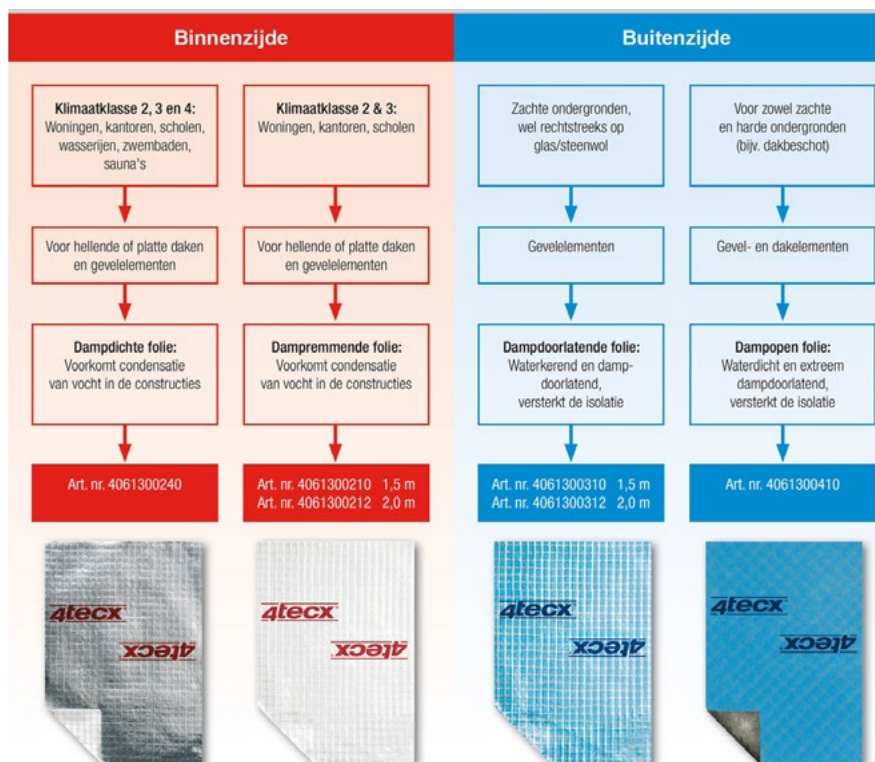 Binnenzijde
Buitenzijde
Klimaatklasse 2, 3 en 4:
Woningen, kantoren, scholen,
wasserijen, zwembaden,
sauna's
Klimaatklasse 2 & 3:
Woningen, kantoren, scholen
Zachte ondergronden,
wel rechtstreeks op
glas/steenwol
Voor zowel zachte
en harde ondergronden
(bijv. dakbeschot)
Voor hellende of platte daken
en gevelelementen
Voor hellende of platte daken
en gevelelementen
Gevelelementen
Gevel- en dakelementen
Dampdichte folie:
Voorkomt condensatie
van vocht in de constructies
Dampremmende folie:
Voorkomt condensatie
van vocht in de constructies
Dampdoorlatende folie:
Waterkerend en damp-
doorlatend,
versterkt de isolatie
Dampopen folie:
Waterdicht en extreem
dampdoorlatend,
versterkt de isolatie
Art. nr. 4061300240
Art. nr. 4061300210 1,5 m
Art. nr. 4061300212 2,0 m
Art. nr. 4061300310 1,5 m
Art. nr. 4061300312 2,0 m
Art. nr. 4061300410
4tecx
4tecx
4tecx
4tecx
4tecx
4tecx
4tecx
4tecx